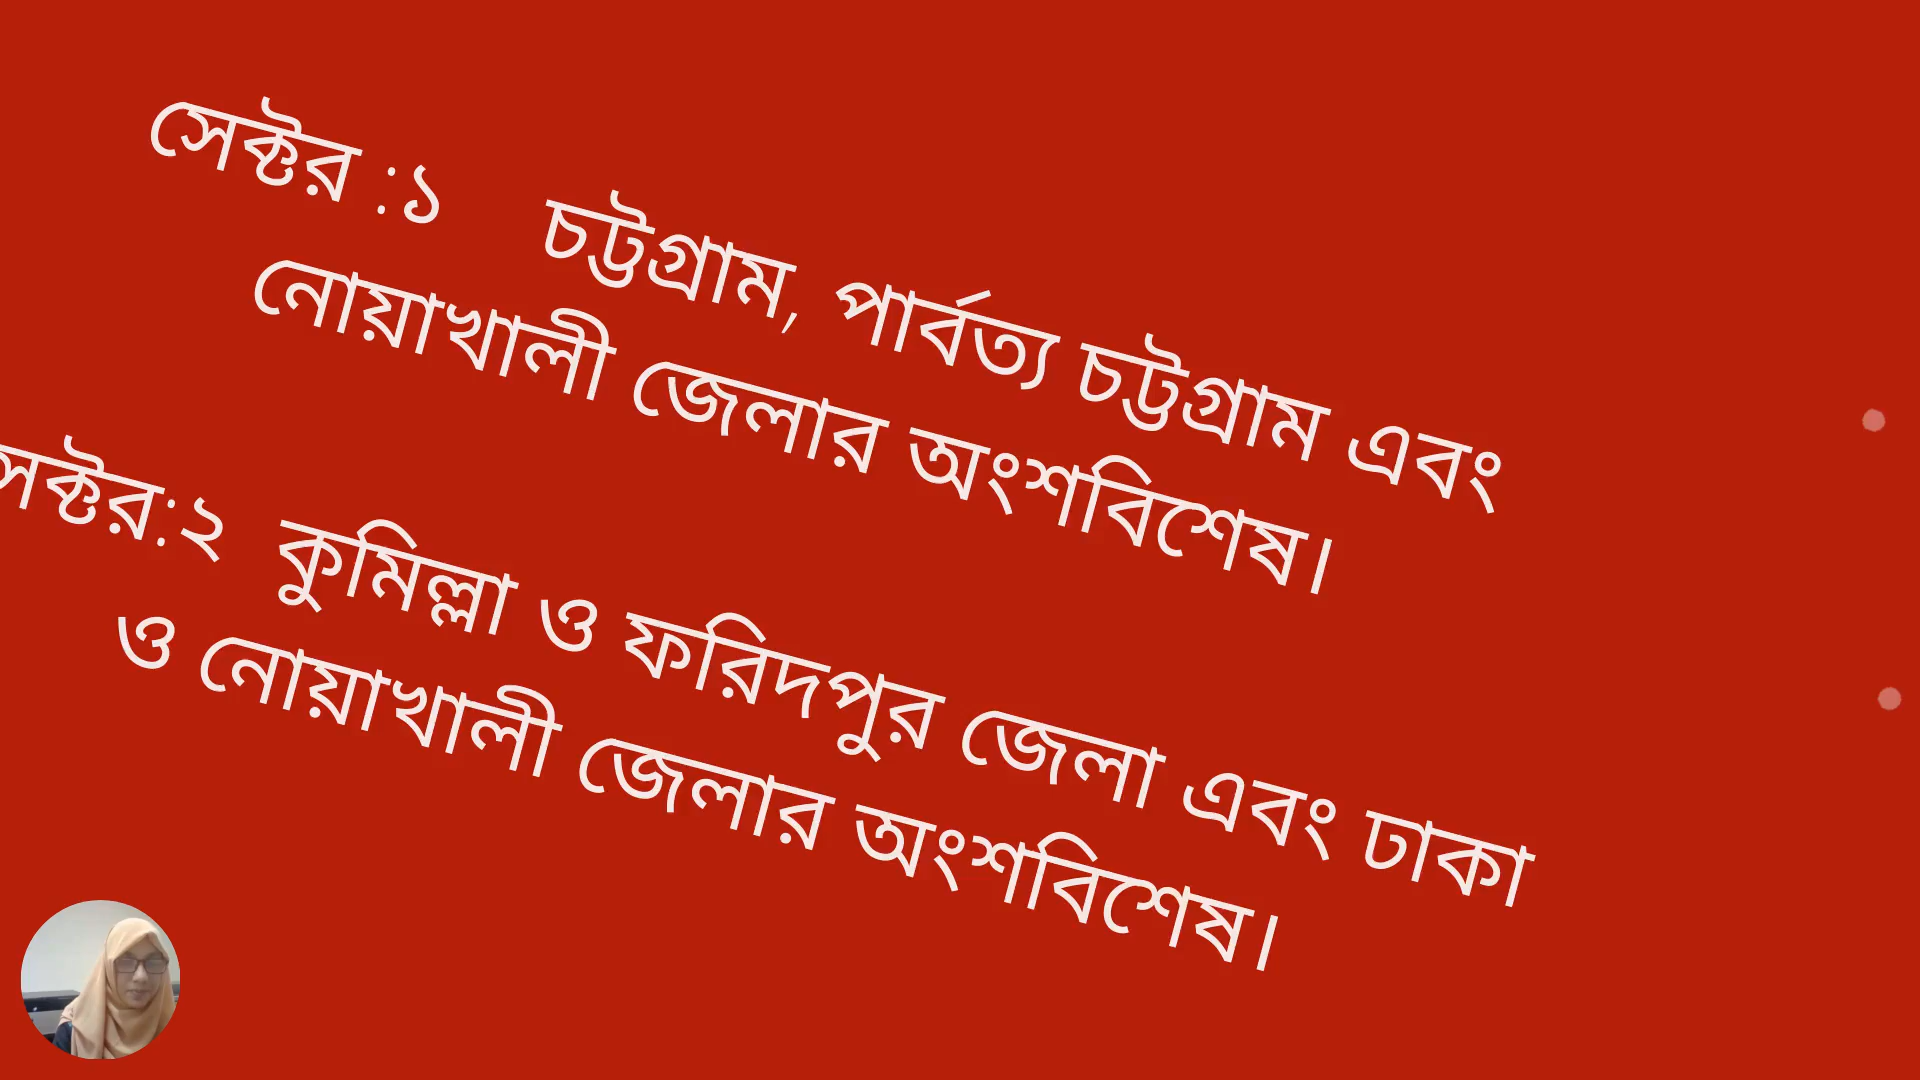 সেক্টর :১ চট্টগ্রাম, পার্বত্য চট্টগ্রাম এবং
নোয়াখালী জেলার অংশবিশেষ।
সেক্টর:২ কুমিল্লা ও ফরিদপুর জেলা এবং ঢাকা
ও নোয়াখালী জেলার অংশবিশেষ।